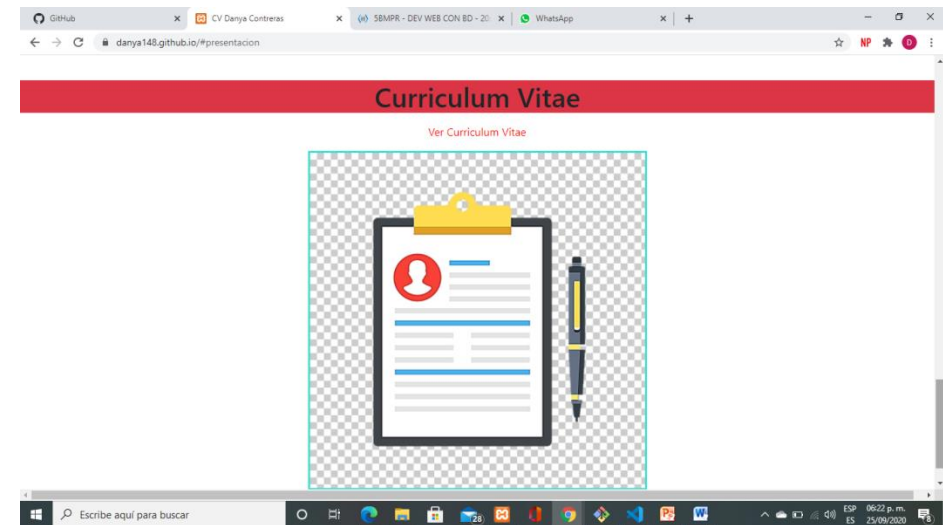 GitHub
CV Danya Contreras
5BMPR - DEV WEB CON BD - 20
WhatsApp
danya148.github.io/#presentacion
NP
D
Curriculum Vitae
Ver Curriculum Vitae
Escribe aquí para buscar
28
ESP
ES
06:22 p. m.
25/09/2020